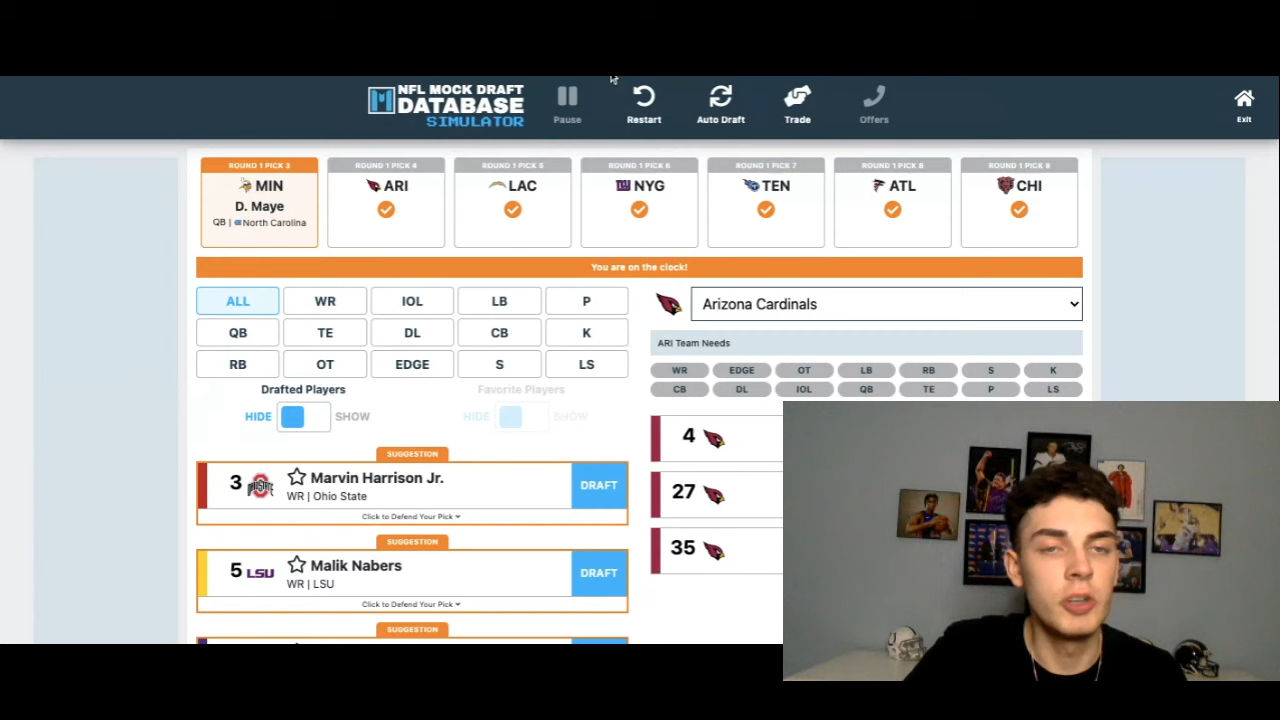 NFL MOCK DRAFT
DATABASE
SIMULATOR
Pause
Restart
Auto Draft
Trade
Offers
Exit
ROUND 1 PICK 3
MIN
D. Maye
QB | North Carolina
ROUND 1 PICK 4
ARI
ROUND 1 PICK 5
LAC
ROUND 1 PICK 6
NYG
ROUND 1 PICK 7
TEN
ROUND 1 PICK 8
ATL
ROUND 1 PICK 9
CHI
You are on the clock!
ALL WR IOL LB P
QB TE DL CB K
RB OT EDGE S LS
Drafted Players
HIDE SHOW
Favorite Players
HIDE SHOW
SUGGESTION
3 OHIO STATE Marvin Harrison Jr.
WR | Ohio State
DRAFT
Click to Defend Your Pick
SUGGESTION
5 LSU Malik Nabers
WR | LSU
DRAFT
Click to Defend Your Pick
SUGGESTION
Arizona Cardinals
ARI Team Needs
WR EDGE OT LB RB S K
CB DL IOL QB TE P LS
4
27
35